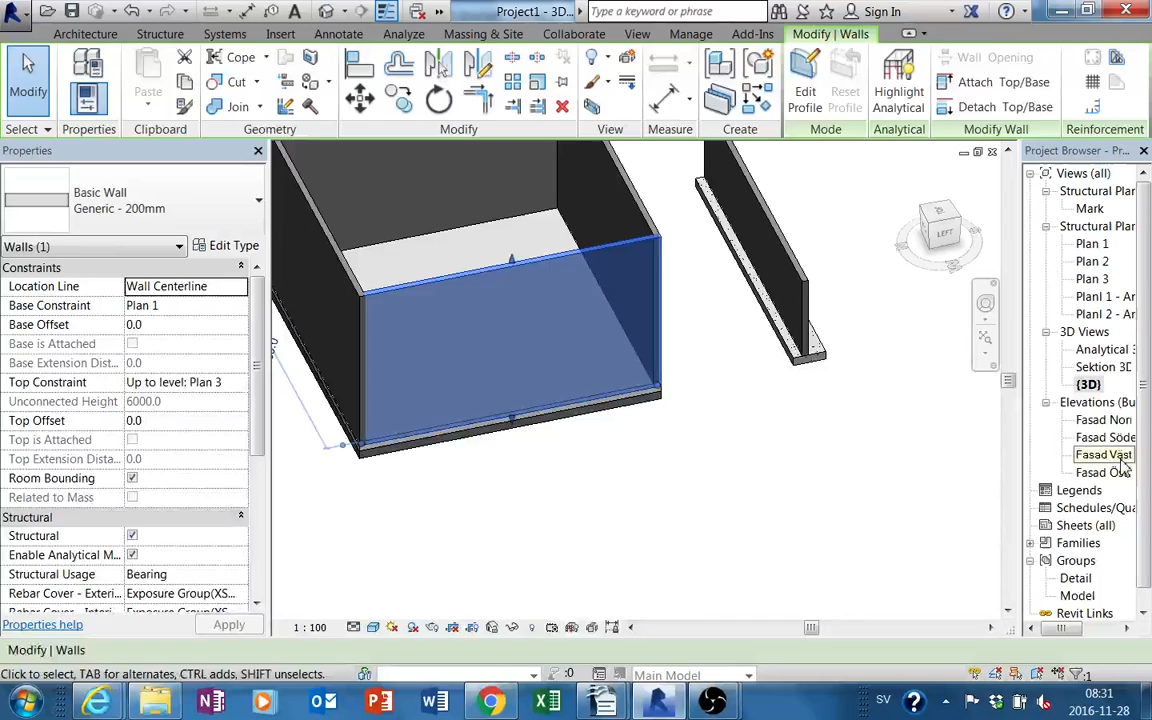 Project1 - 3D...
Type a keyword or phrase
Sign In
Architecture Structure Systems Insert Annotate Analyze Massing & Site Collaborate View Manage Add-Ins Modify | Walls
Modify
Paste
Cope
Cut
Join
Edit Profile
Reset Profile
Highlight Analytical
Wall Opening
Attach Top/Base
Detach Top/Base
Select Properties Clipboard Geometry Modify View Measure Create Mode Analytical Modify Wall Reinforcement
Properties
Basic Wall
Generic - 200mm
Walls (1)
Edit Type
Constraints
Location Line Wall Centerline
Base Constraint Plan 1
Base Offset 0.0
Base is Attached
Base Extension Dist... 0.0
Top Constraint Up to level: Plan 3
Unconnected Height 6000.0
Top Offset 0.0
Top is Attached
Top Extension Dista... 0.0
Room Bounding
Related to Mass
Structural
Structural
Enable Analytical M...
Structural Usage Bearing
Rebar Cover - Exteri... Exposure Group(XS...
Rebar Cover - Interi... Exposure Group(XS...
Properties help
Apply
LEFT
1 : 100
Project Browser - Pr...
Views (all)
Structural Plar
Mark
Structural Plar
Plan 1
Plan 2
Plan 3
Planl 1 - Ar
Plan 2 - Ar
3D Views
Analytical 3
Sektion 3D
{3D}
Elevations (Bu
Fasad Norr
Fasad Söde
Fasad Väst
Fasad Ös
Legends
Schedules/Qua
Sheets (all)
Families
Groups
Detail
Model
Revit Links
Modify | Walls
Click to select, TAB for alternates, CTRL adds, SHIFT unselects.
:0
Main Model
:1
SV
08:31
2016-11-28